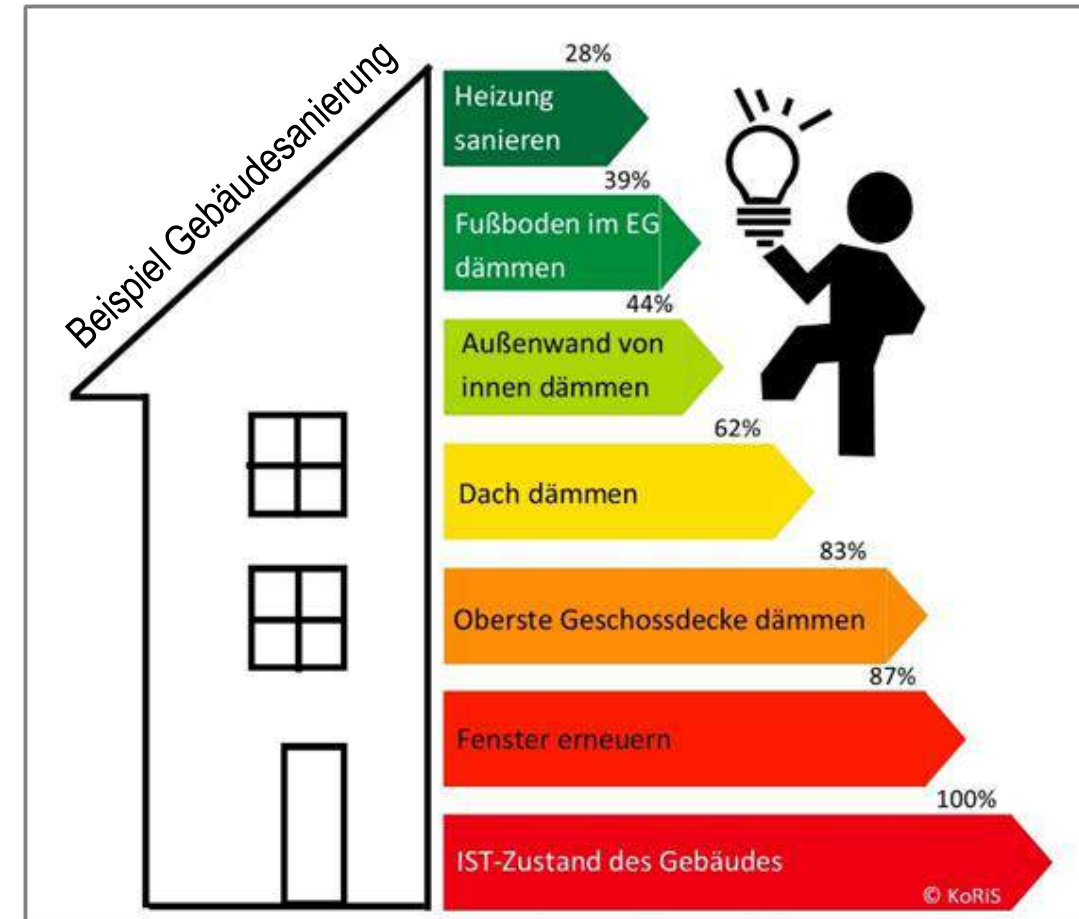 Beispiel Gebäudesanierung
28%
Heizung
sanieren
39%
Fußboden im EG
dämmen
44%
Außenwand von
innen dämmen
62%
Dach dämmen
83%
Oberste Geschossdecke dämmen
87%
Fenster erneuern
100%
IST-Zustand des Gebäudes
© KoRiS